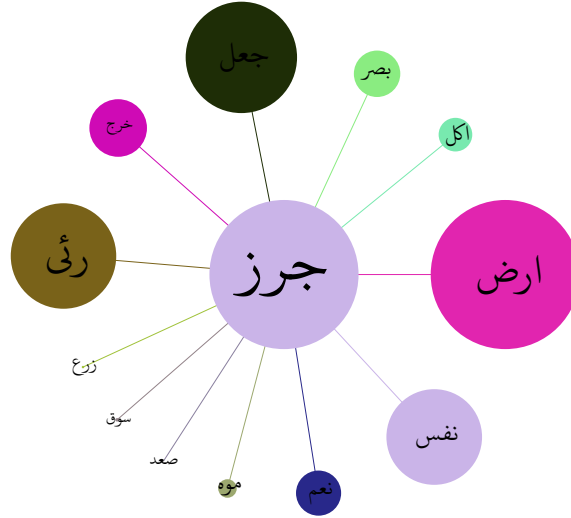 جعل
بصر
خرج
اكل
رئى
جرز
ارض
زرع
سوق
نفس
صعد
موه
نعم